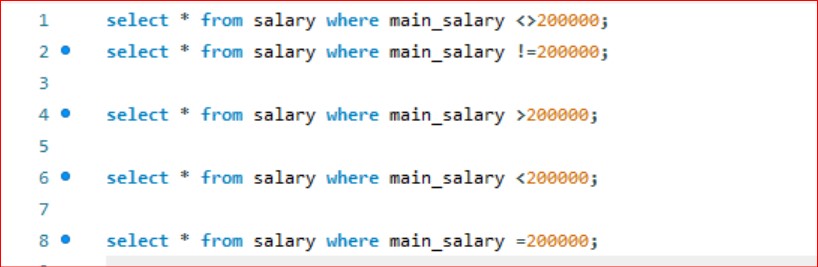 1 select * from salary where main_salary <>200000;
2 select * from salary where main_salary !=200000;
3
4 select * from salary where main_salary >200000;
5
6 select * from salary where main_salary <200000;
7
8 select * from salary where main_salary =200000;